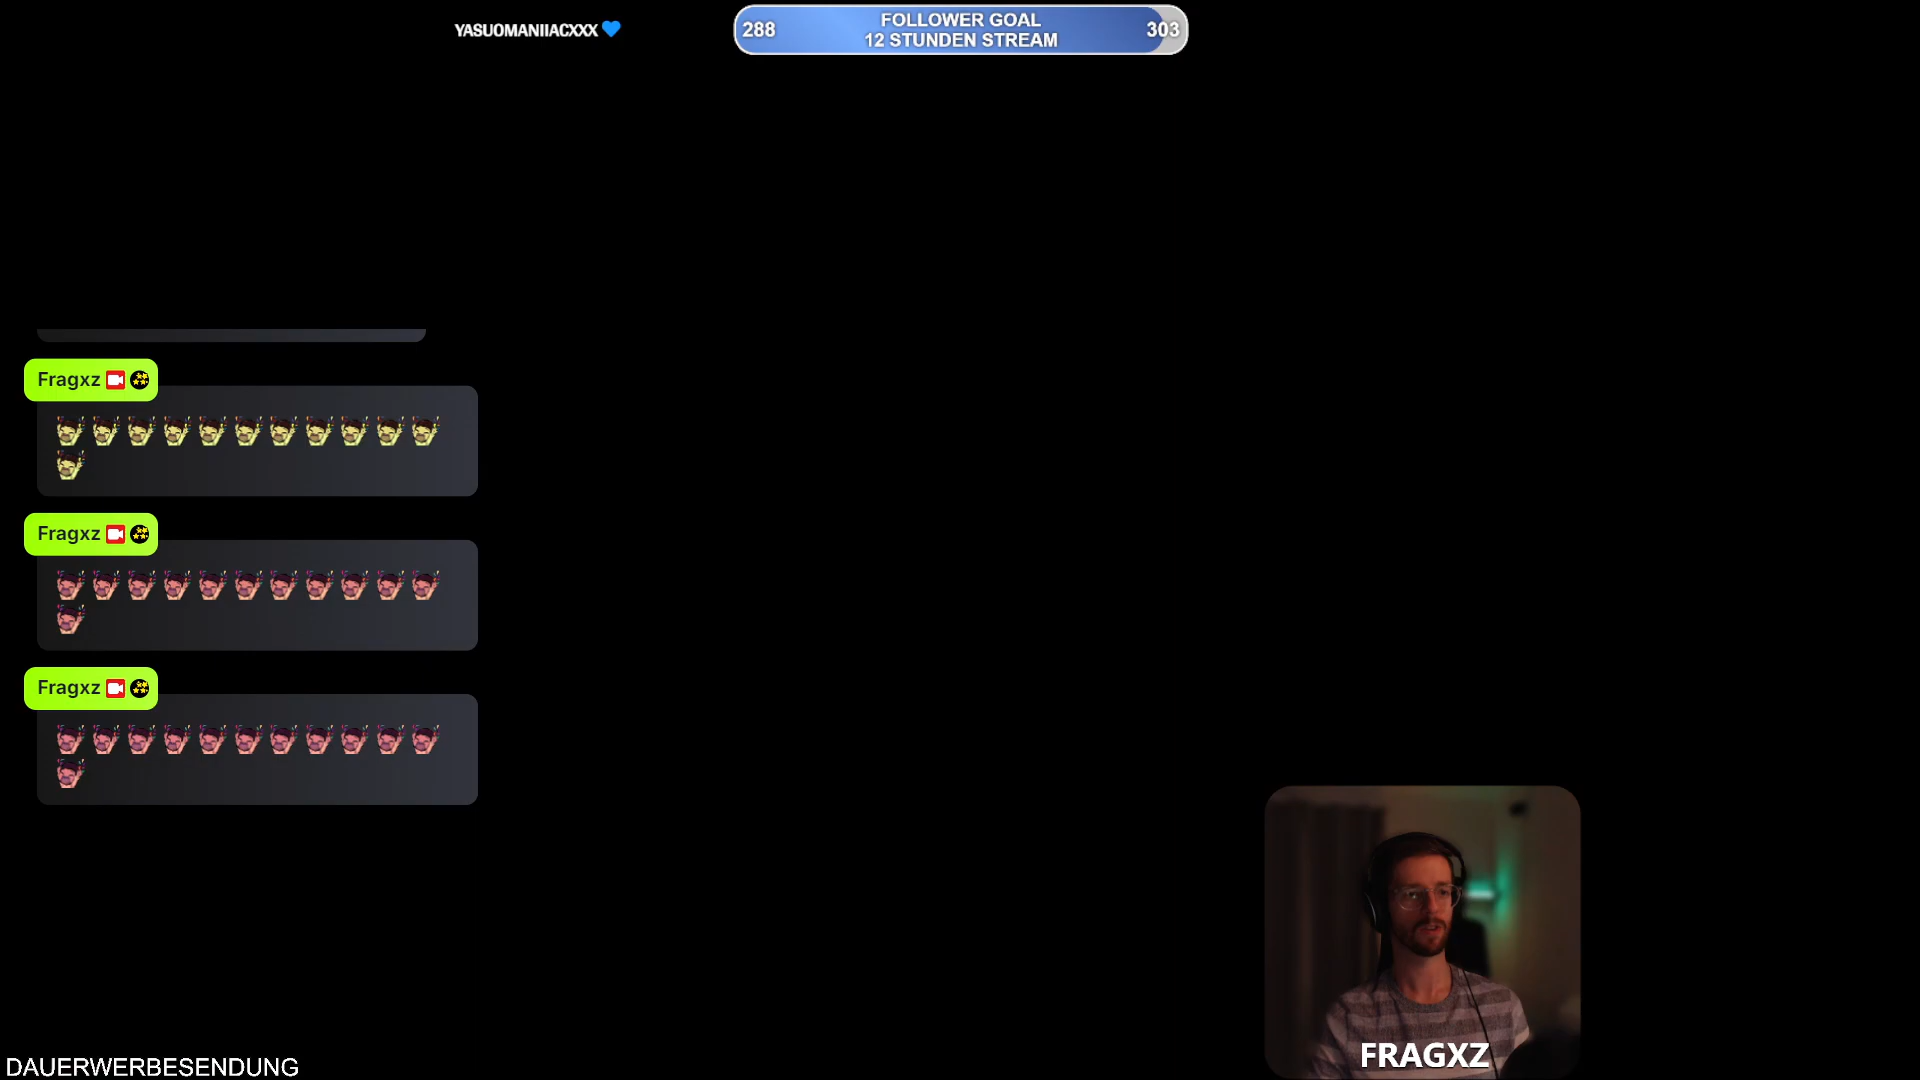 YASUOMANIIACXXX
288
FOLLOWER GOAL
12 STUNDEN STREAM
303
Fragxz
Fragxz
Fragxz
FRAGXZ
DAUERWERBESENDUNG